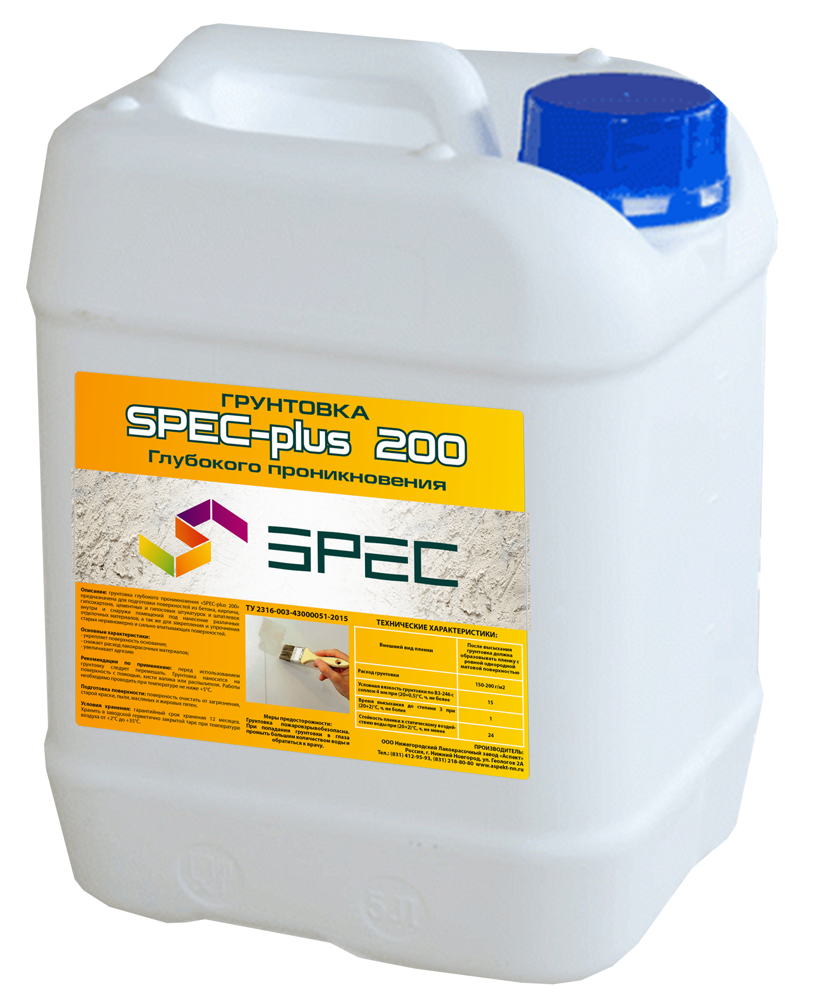 ГРУНТОВКА
SPEC-plus 200
Глубокого проникновения
SPEC
Описание: грунтовка глубокого проникновения «SPEC-plus 200»
предназначена для подготовки поверхностей из бетона, кирпича,
гипсокартона, цементных и гипосовых штукатурок и шпатлевок
внутри и снаружи помещений под нанесение различных
отделочных материалов, а так же для закрепления и упрочнения
старых неравномерно и сильно впитывающих поверхностей.
Основные характеристики:
- укрепляет поверхность основания;
- снижает расход лакокрасочных материалов;
- увеличивает адгезию
Рекомендации по применению: перед использованием
грунтовку следует перемешать. Грунтовка наносится на
поверхность с помощью, кисти валика или распылителя. Работы
необходимо проводить при температуре не ниже +5°С.
Подготовка поверхности: поверхность очистить от загрязнения,
старой краски, пыли, масляных и жировых пятен.
Условия хранения: гарантийный срок хранения 12 месяцев.
Хранить в заводской герметично закрытой таре при температуре
воздуха от +2°С до +35°С.
ТУ 2316-003-43000051-2015
Меры предосторожности:
Грунтовка пожаровзрывобезопасна.
При попадании грунтовки в глаза
промыть большим количеством воды и
обратиться к врачу.
ТЕХНИЧЕСКИЕ ХАРАКТЕРИСТИКИ:
Внешний вид пленки
После высыхания
грунтовка должна
образовывать пленку с
ровной однородной
матовой поверхностью
Расход грунтовки
150-200 г/м2
Условная вязкость грунтовки по ВЗ-246 с
соплом 4 мм при (20+0,5)°С, ч, не более
15
Время высыхания до степени 3 при
(20+2)°С, ч, не более
1
Стойкость пленки к статическому воздей-
ствию воды при (20+2)°С, ч, не менее
24
ПРОИЗВОДИТЕЛЬ:
ООО Нижегородский Лакокрасочный завод «Аспект»
Россия, г. Нижний Новгород, ул. Геологов 2А
Тел.: (831) 412-95-93, (831) 218-80-80 www.aspekt-nn.ru
5 Л